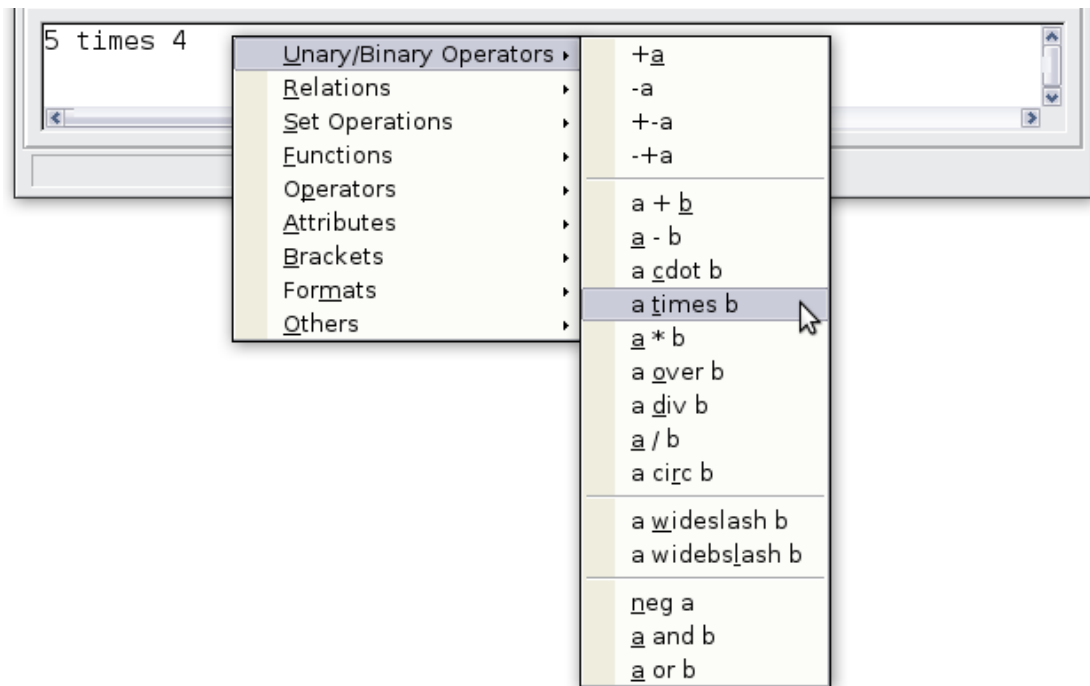 5 times 4
Unary/Binary Operators
Relations
Set Operations
Functions
Operators
Attributes
Brackets
Formats
Others
+a
-a
+-a
-+a
a + b
a - b
a cdot b
a times b
a * b
a over b
a div b
a / b
a circ b
a wideslash b
a widebslash b
neg a
a and b
a or b